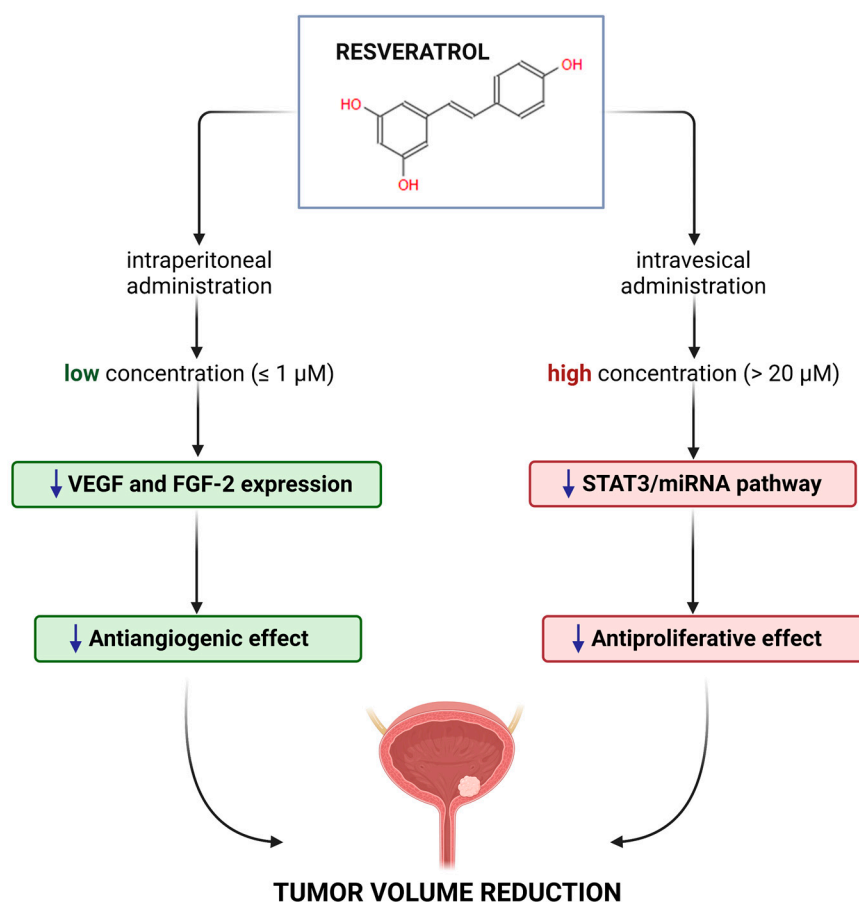 RESVERATROL
OH
HO
OH
intraperitoneal
administration
intravesical
administration
low concentration (≤ 1 µM)
high concentration (> 20 µM)
↓ VEGF and FGF-2 expression
↓ STAT3/miRNA pathway
↓ Antiangiogenic effect
↓ Antiproliferative effect
TUMOR VOLUME REDUCTION